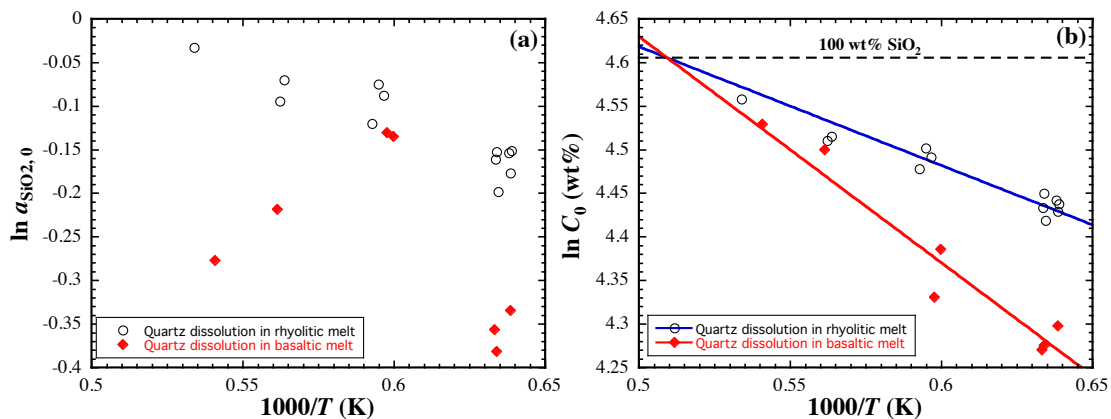 (a)
0
-0.05
-0.1
-0.15
-0.2
-0.25
-0.3
-0.35
-0.4
ln a_SiO2, 0
Quartz dissolution in rhyolitic melt
Quartz dissolution in basaltic melt
0.5 0.55 0.6 0.65
1000/T (K)
(b)
100 wt% SiO₂
4.65
4.6
4.55
4.5
4.45
4.4
4.35
4.3
4.25
ln C₀ (wt%)
Quartz dissolution in rhyolitic melt
Quartz dissolution in basaltic melt
0.5 0.55 0.6 0.65
1000/T (K)